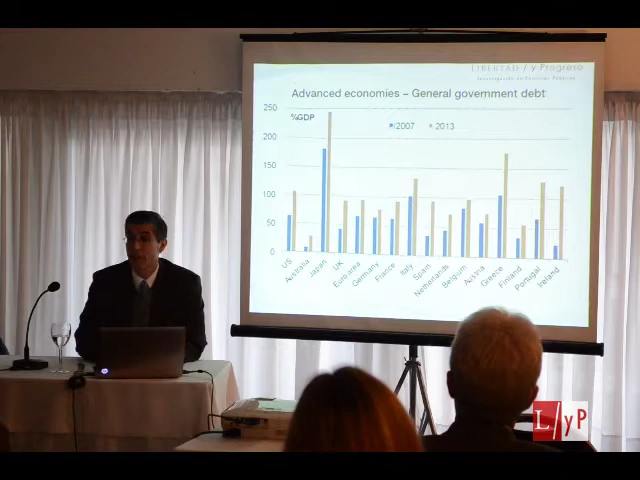 LIBERTAD / y Progreso
Advanced economies – General government debt
250
%GDP
2007
2013
200
150
100
50
0
US
Australia
Japan
UK
Euro area
Germany
France
Italy
Spain
Netherlands
Belgium
Austria
Greece
Finland
Portugal
Ireland
L/yP